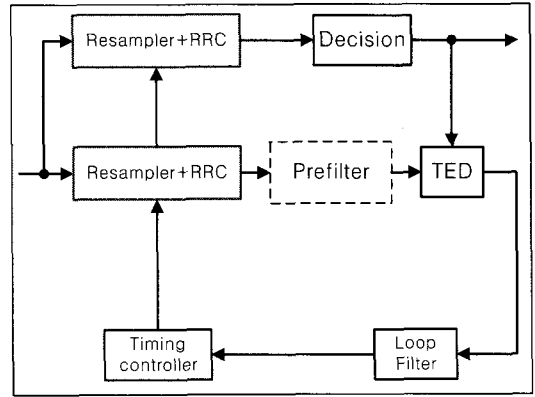 Resampler+RRC
Decision
Resampler+RRC
Prefilter
TED
Timing
controller
Loop
Filter